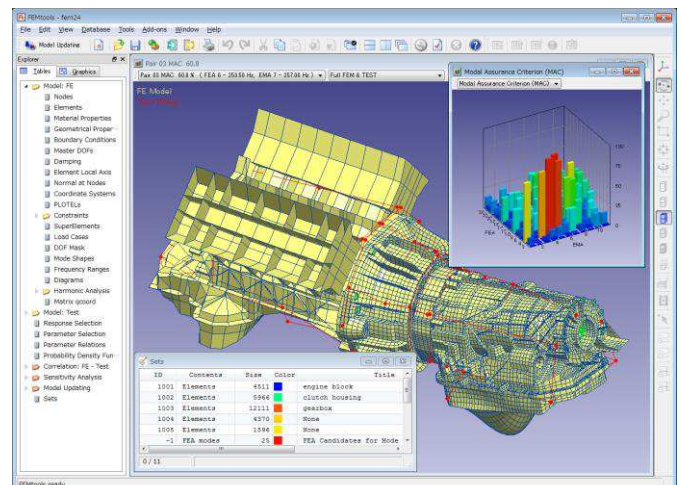 FEMtools - fem24
File Edit View Database Tools Add-ons Window Help
Model Updating
Explorer
Tables Graphics
Model: FE
Nodes
Elements
Material Properties
Geometrical Proper
Boundary Conditions
Master DOFs
Damping
Element Local Axis
Normal at Nodes
Coordinate Systems
PLOTELs
Constraints
SuperElements
Load Cases
DOF Mask
Mode Shapes
Frequency Ranges
Diagrams
Harmonic Analysis
Matrix qcoord
Model: Test
Response Selection
Parameter Selection
Parameter Relations
Probability Density Fun
Correlation: FE - Test
Sensitivity Analysis
Model Updating
Sets
Pair 03 MAC 60.8
Full FEM & TEST
FE Model
Modal Assurance Criterion (MAC)
Modal Assurance Criterion (MAC)
100
75
50
25
0
FEA
EMA
Sets
ID Contents Size Color Title
1001 Elements 4511 engine block
1002 Elements 5966 clutch housing
1003 Elements 12111 gearbox
1004 Elements 4370 None
1005 Elements 1596 None
-1 FEA modes 25 FEA Candidates for Mode
0 / 11
FEMtools ready